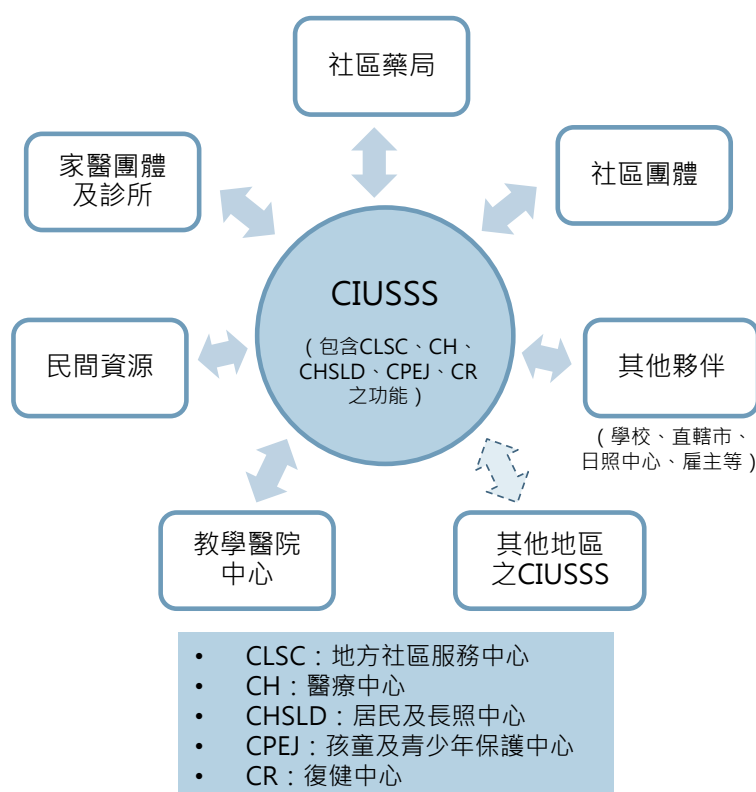 社區藥局
家醫團體
及診所
社區團體
CIUSSS
（包含CLSC、CH、
CHSLD、CPEJ、CR
之功能）
民間資源
其他夥伴
（學校、直轄市、
日照中心、雇主等）
教學醫院
中心
其他地區
之CIUSSS
• CLSC：地方社區服務中心
• CH：醫療中心
• CHSLD：居民及長照中心
• CPEJ：孩童及青少年保護中心
• CR：復健中心